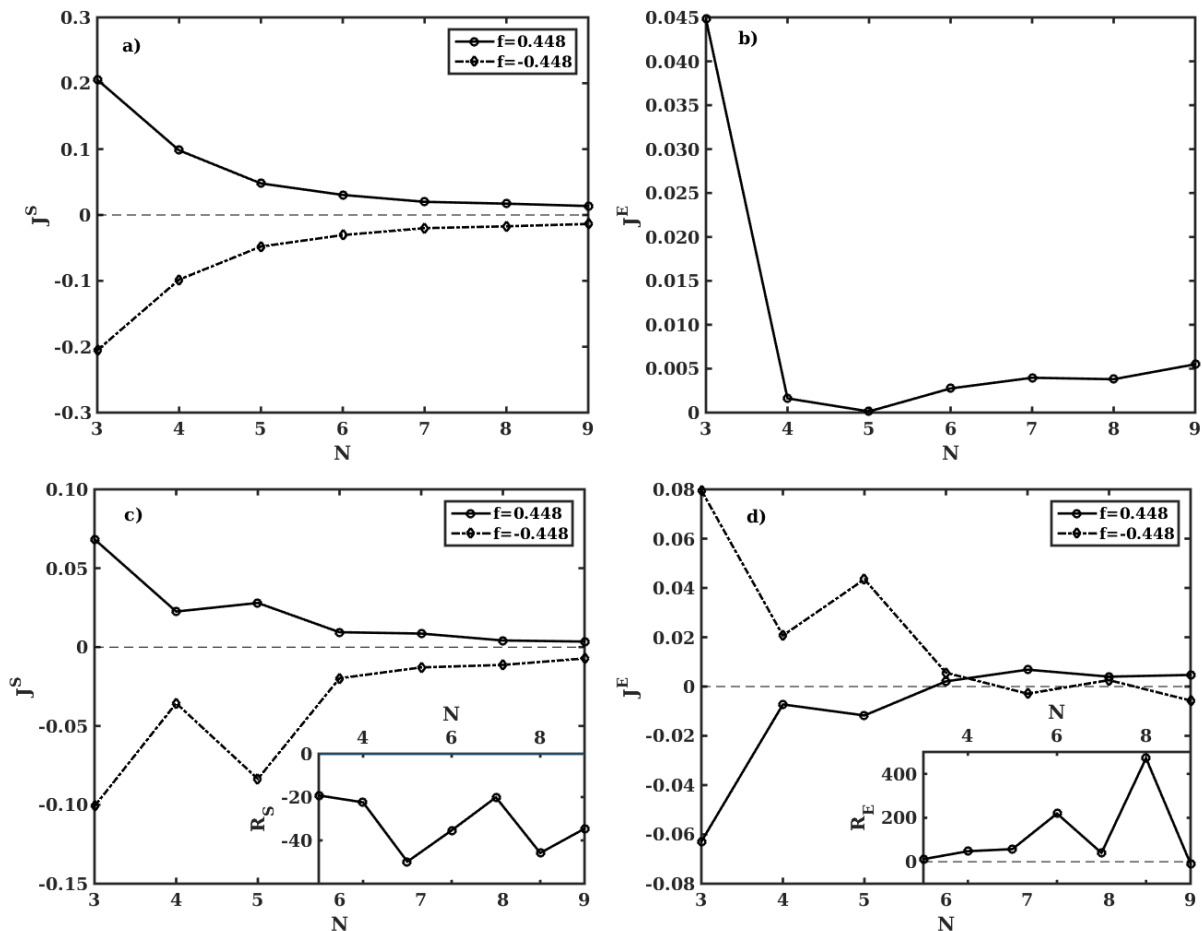 a)
f=0.448
f=-0.448
0.3
0.2
0.1
0
-0.1
-0.2
-0.3
J^S
3 4 5 6 7 8 9
N
b)
0.045
0.040
0.035
0.030
0.025
0.020
0.015
0.010
0.005
0
J^E
3 4 5 6 7 8 9
N
c)
f=0.448
f=-0.448
0.10
0.05
0
-0.05
-0.10
-0.15
J^S
3 4 5 6 7 8 9
N
N
4 6 8
0
-20
-40
R_S
d)
f=0.448
f=-0.448
0.08
0.06
0.04
0.02
0
-0.02
-0.04
-0.06
-0.08
J^E
3 4 5 6 7 8 9
N
N
4 6 8
400
200
0
R_E